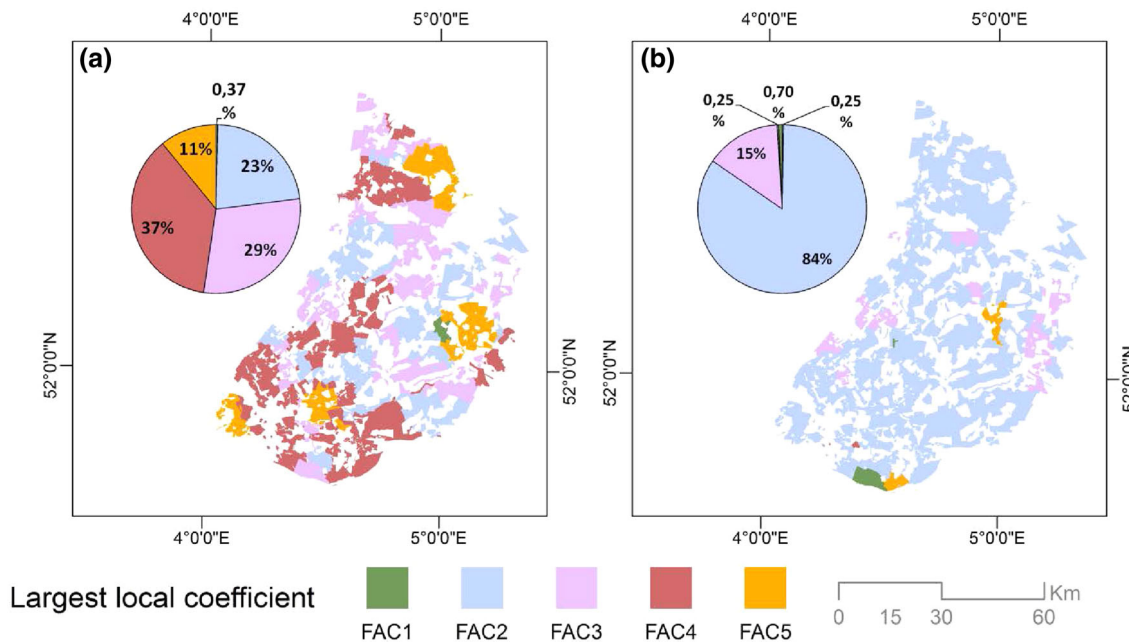 4°0'0"E 5°0'0"E 4°0'0"E 5°0'0"E
(a) (b)
0,37
%
11%
23%
37%
29%
0,25
%
0,70
%
0,25
%
15%
84%
52°0'0"N 52°0'0"N 52°0'0"N
4°0'0"E 5°0'0"E 4°0'0"E 5°0'0"E
Largest local coefficient
FAC1 FAC2 FAC3 FAC4 FAC5
Km
0 15 30 60